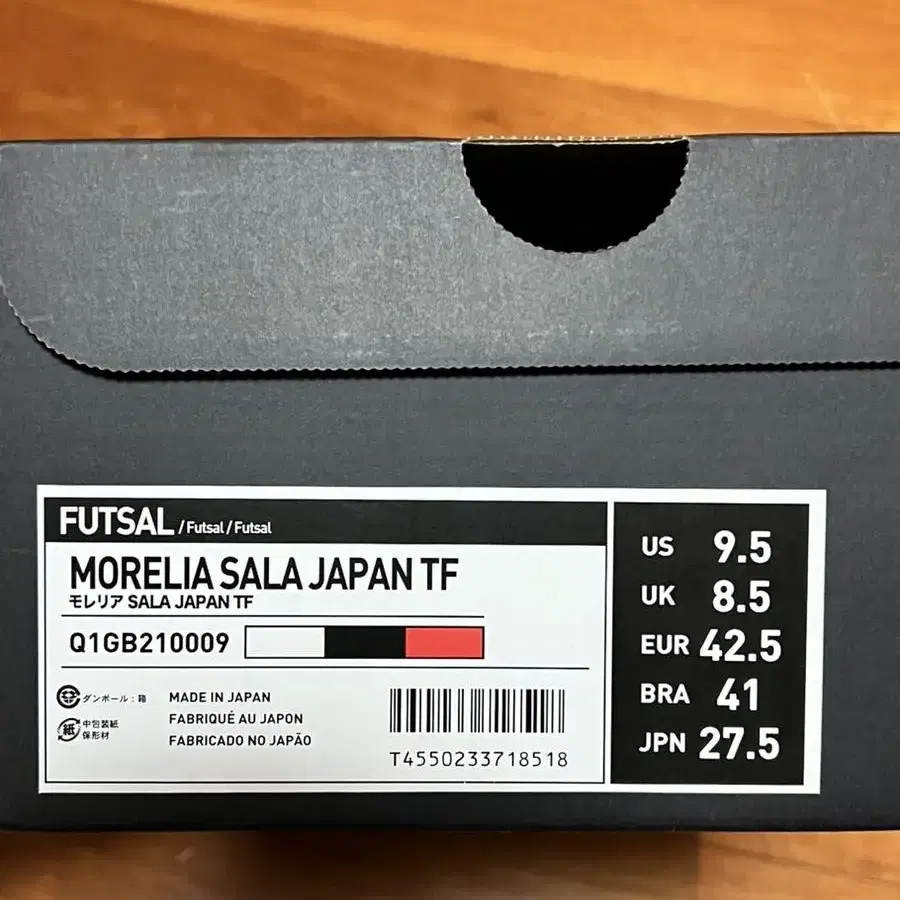 FUTSAL / Futsal / Futsal
MORELIA SALA JAPAN TF
モレリア SALA JAPAN TF
Q1GB210009
ダンボール：箱
紙
中包装紙
保形材
MADE IN JAPAN
FABRIQUÉ AU JAPON
FABRICADO NO JAPÃO
T4550233718518
US 9.5
UK 8.5
EUR 42.5
BRA 41
JPN 27.5